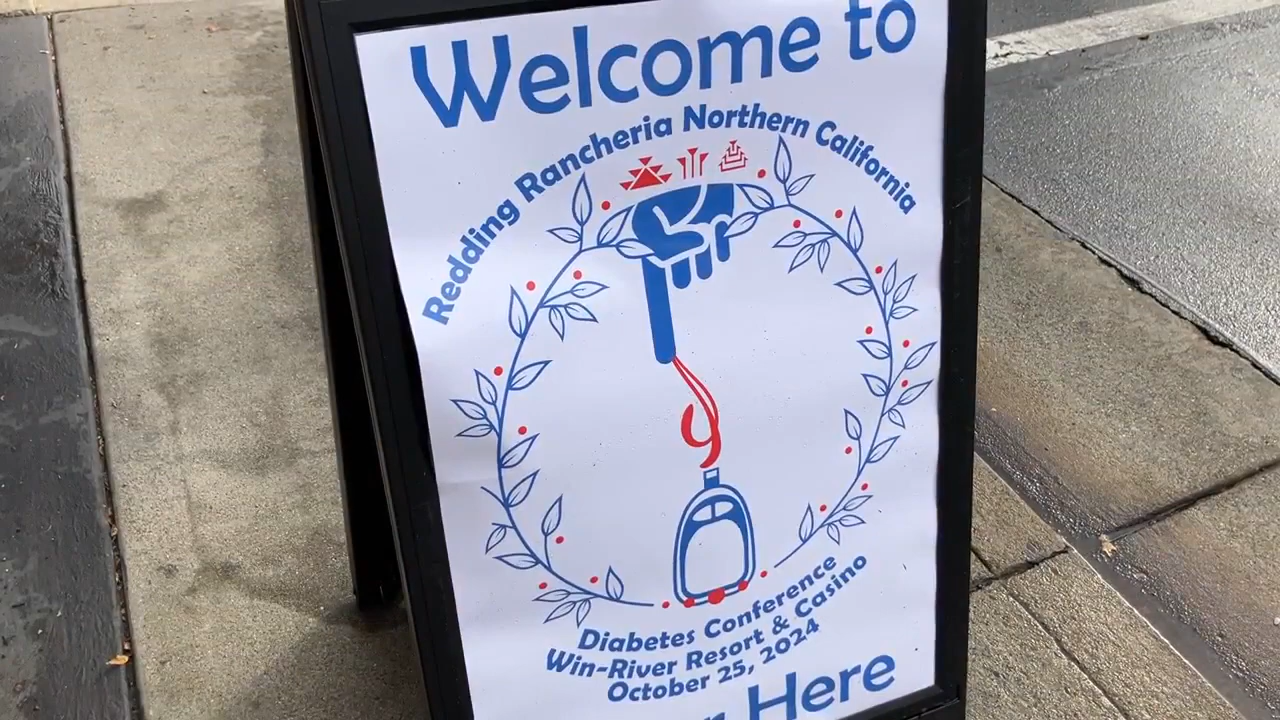 Welcome to
Redding Rancheria Northern California
Diabetes Conference
Win-River Resort & Casino
October 25, 2024
Here